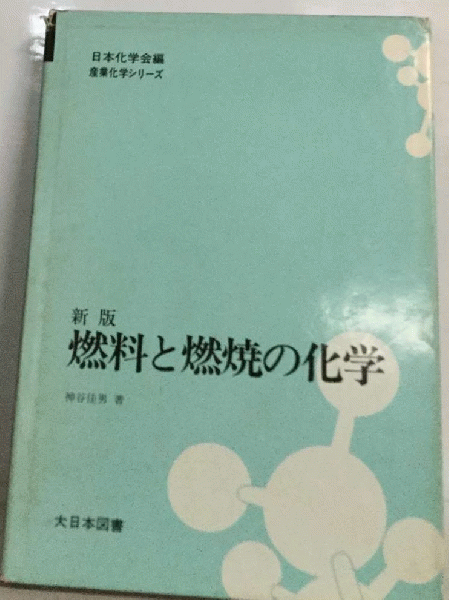 日本化学会編
産業化学シリーズ
新版
燃料と燃焼の化学
神谷佳男 著
大日本図書